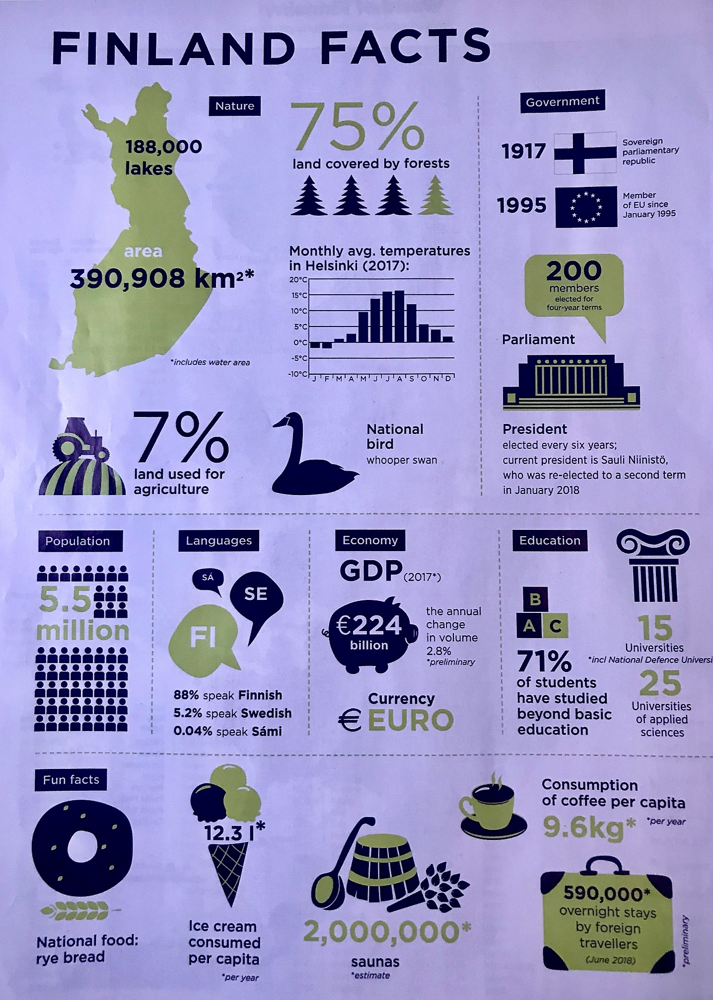 FINLAND FACTS
Nature
188,000
lakes
area
390,908 km²*
*includes water area
75%
land covered by forests
Monthly avg. temperatures
in Helsinki (2017):
20°C
15°C
10°C
5°C
0°C
-5°C
-10°C
J F M A M J J A S O N D
7%
land used for
agriculture
National
bird
whooper swan
Government
1917
Sovereign
parliamentary
republic
1995
Member
of EU since
January 1995
200
members
elected for
four-year terms
Parliament
President
elected every six years;
current president is Sauli Niinistö,
who was re-elected to a second term
in January 2018
Population
5.5
million
Languages
SÁ
SE
FI
88% speak Finnish
5.2% speak Swedish
0.04% speak Sámi
Economy
GDP (2017*)
€224
billion
the annual
change
in volume
2.8%
*preliminary
Currency
€ EURO
Education
B
A C
71%
of students
have studied
beyond basic
education
15
Universities
*incl National Defence Universi
25
Universities
of applied
sciences
Fun facts
National food:
rye bread
12.3 l*
Ice cream
consumed
per capita
*per year
2,000,000*
saunas
*estimate
Consumption
of coffee per capita
9.6kg* *per year
590,000*
overnight stays
by foreign
travellers
(June 2018)
*preliminary